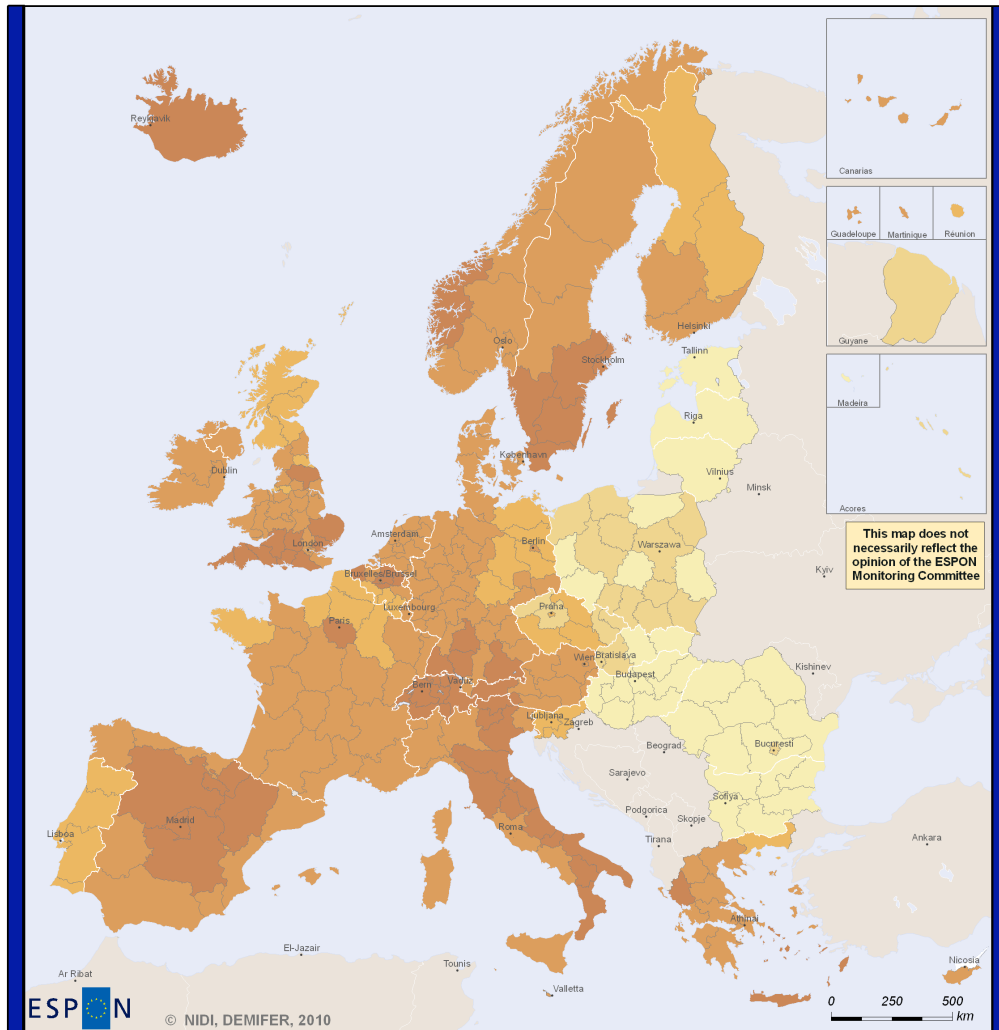 Reykjavik
Canarias
Guadeloupe
Martinique
Réunion
Guyane
Madeira
Acores
This map does not
necessarily reflect the
opinion of the ESPON
Monitoring Committee
Helsinki
Oslo
Tallinn
Stockholm
Riga
København
Dublin
Vilnius
Minsk
Amsterdam
London
Berlin
Warszawa
Kyiv
Bruxelles/Brussel
Luxembourg
Praha
Paris
Wien
Bratislava
Kishinev
Budapest
Bern
Vaduz
Ljubljana
Zagreb
Bucuresti
Beograd
Sarajevo
Sofiya
Podgorica
Skopje
Madrid
Roma
Lisboa
Tirana
Ankara
Athinai
El-Jazair
Tounis
Nicosia
Ar Ribat
Valletta
ESPON
© NIDI, DEMIFER, 2010
0 250 500
km